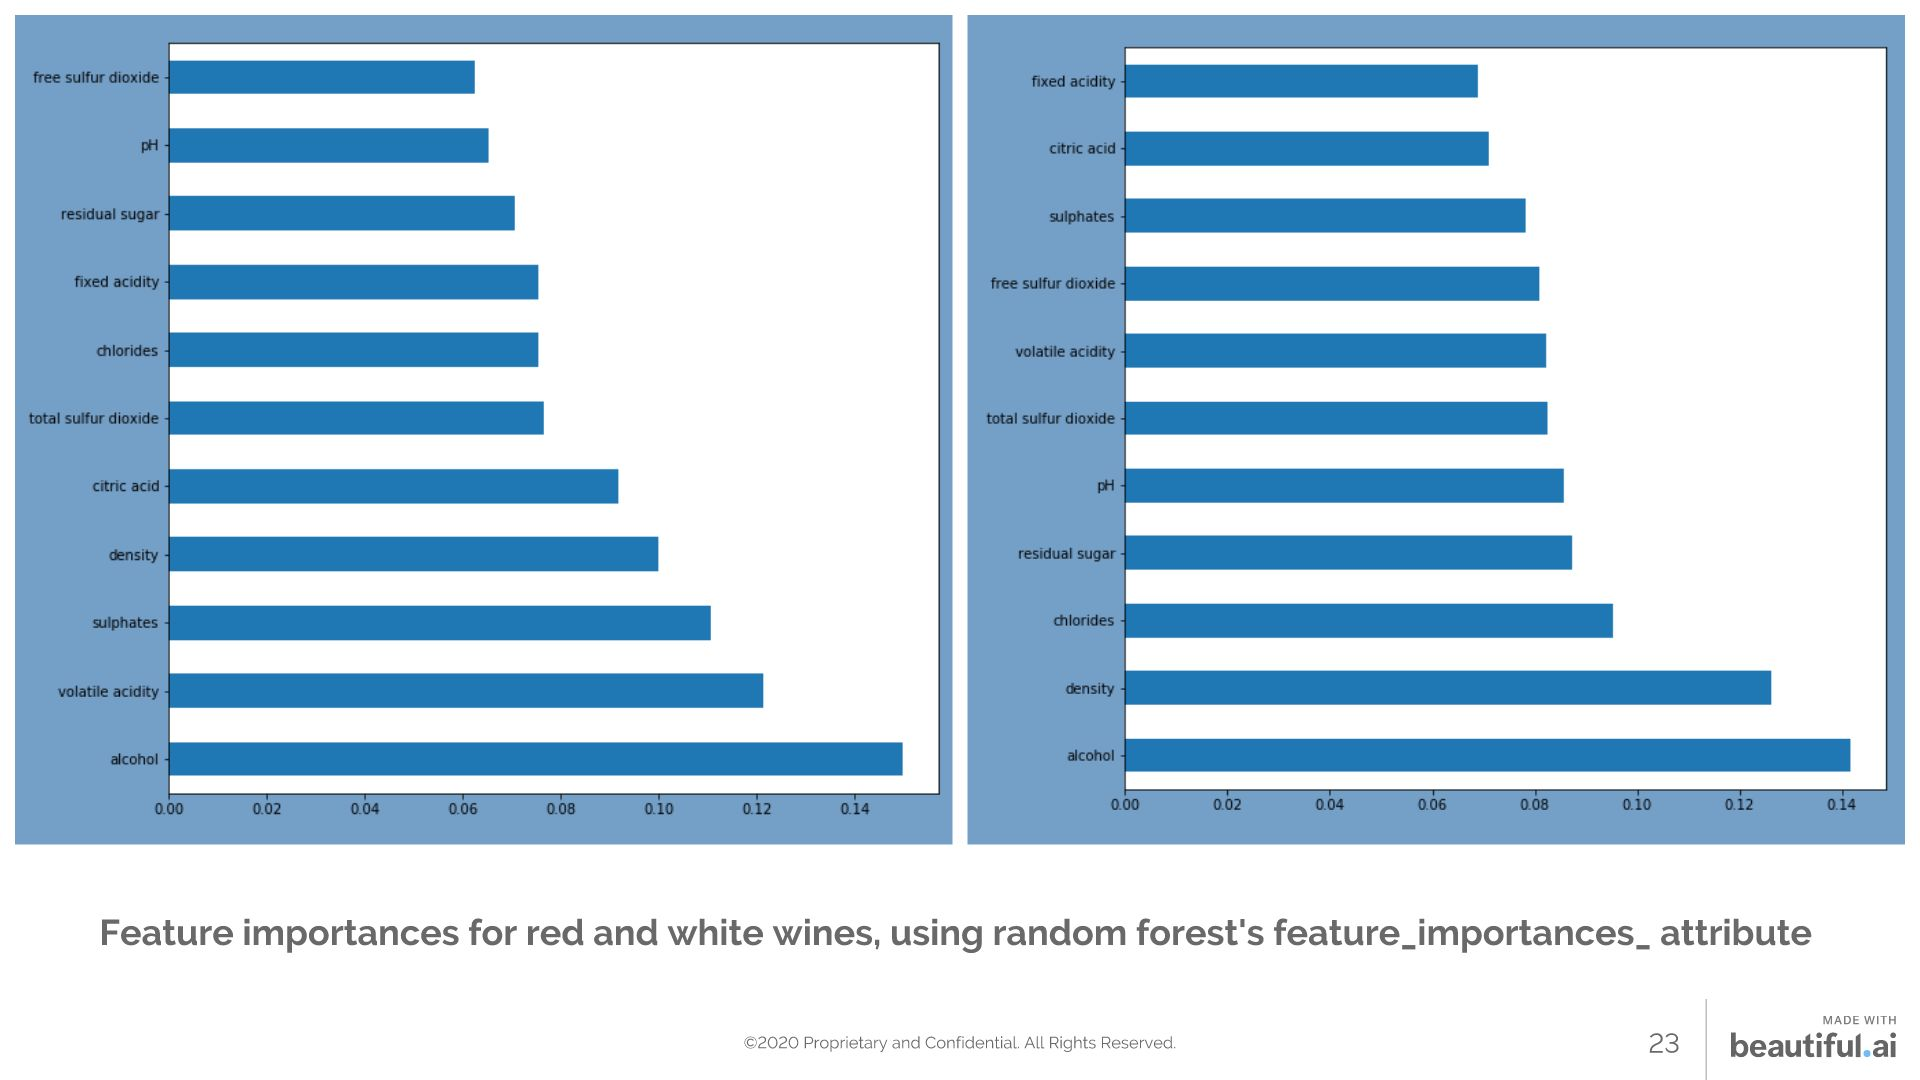 free sulfur dioxide
pH
residual sugar
fixed acidity
chlorides
total sulfur dioxide
citric acid
density
sulphates
volatile acidity
alcohol
0.00 0.02 0.04 0.06 0.08 0.10 0.12 0.14
fixed acidity
citric acid
sulphates
free sulfur dioxide
volatile acidity
total sulfur dioxide
pH
residual sugar
chlorides
density
alcohol
0.00 0.02 0.04 0.06 0.08 0.10 0.12 0.14
Feature importances for red and white wines, using random forest's feature_importances_ attribute
©2020 Proprietary and Confidential. All Rights Reserved.
23
MADE WITH
beautiful.ai